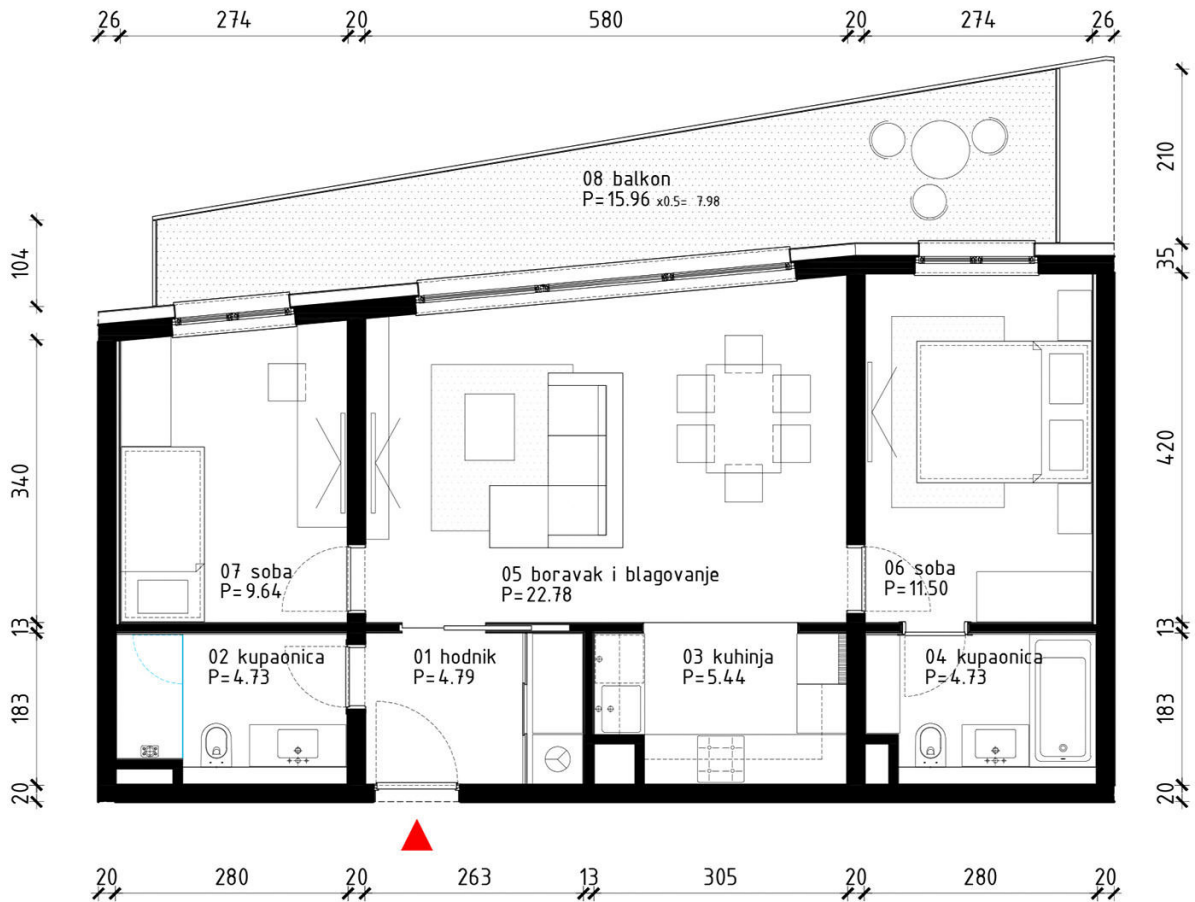 26 274 20 580 20 274 26
08 balkon
P=15.96 x0.5= 7.98
210
104
35
340
420
07 soba
P=9.64
05 boravak i blagovanje
P=22.78
06 soba
P=11.50
13
13
02 kupaonica
P=4.73
01 hodnik
P=4.79
03 kuhinja
P=5.44
04 kupaonica
P=4.73
183
183
20
20
20 280 20 263 13 305 20 280 20